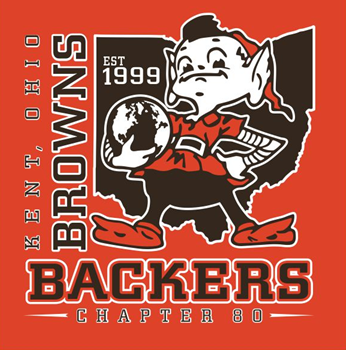 KENT, OHIO
BROWNS
EST
1999
BACKERS
CHAPTER 80